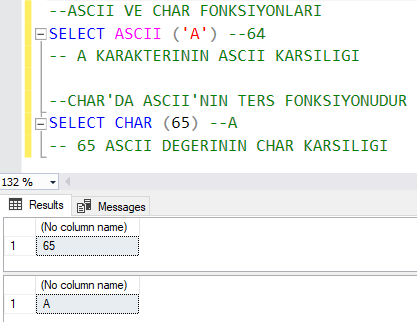 --ASCII VE CHAR FONKSIYONLARI
SELECT ASCII ('A') --64
-- A KARAKTERININ ASCII KARSILIGI
--CHAR'DA ASCII'NIN TERS FONKSIYONUDUR
SELECT CHAR (65) --A
-- 65 ASCII DEGERININ CHAR KARSILIGI
132 %
Results Messages
(No column name)
1 65
(No column name)
1 A